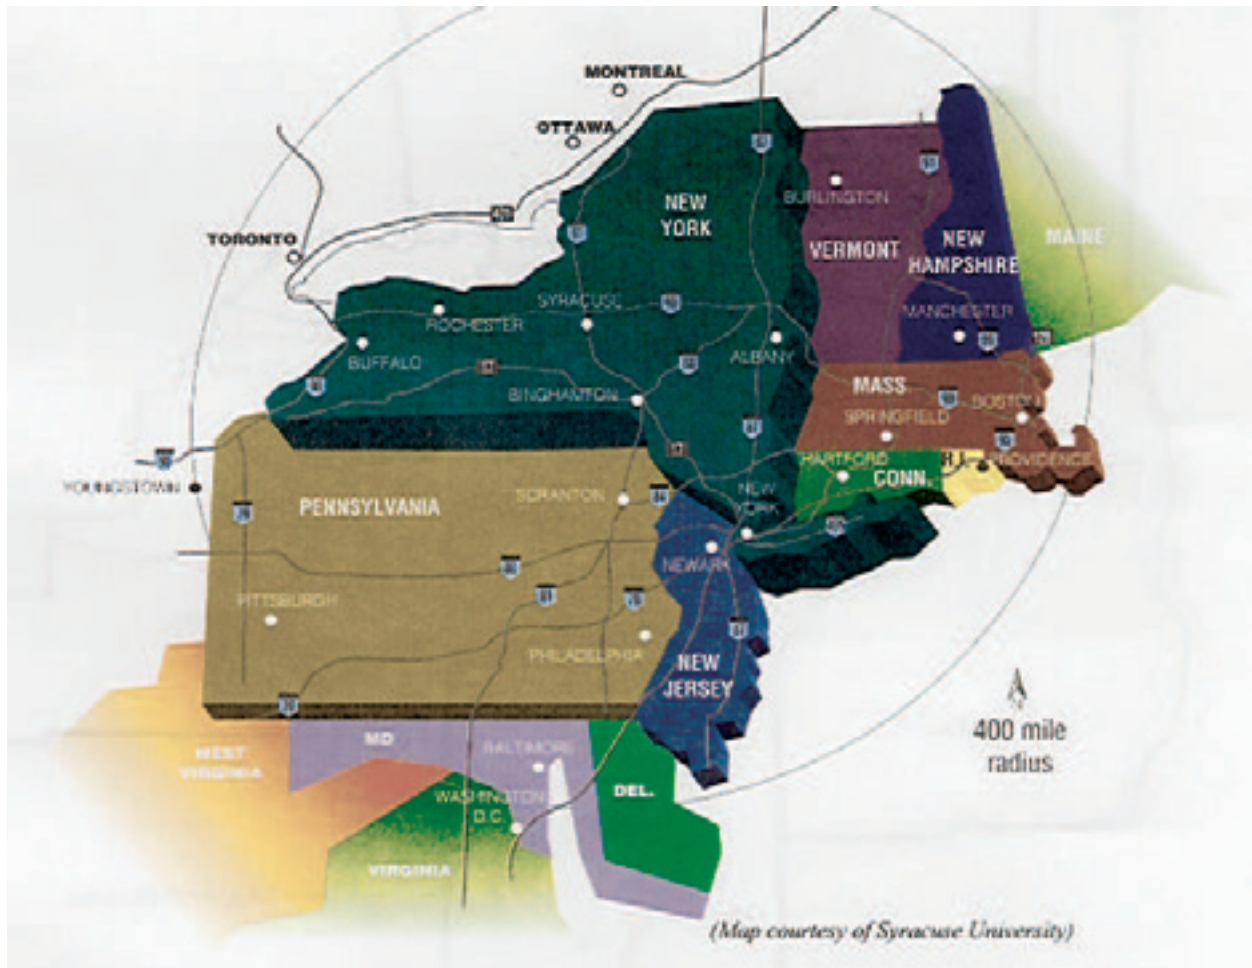 MONTREAL
OTTAWA
NEW
YORK
BURLINGTON
TORONTO
VERMONT
NEW
HAMPSHIRE
MAINE
SYRACUSE
ROCHESTER
MANCHESTER
BUFFALO
ALBANY
BINGHAMTON
MASS
BOSTON
SPRINGFIELD
HARTFORD
R.I.
PROVIDENCE
CONN.
YOUNGSTOWN
PENNSYLVANIA
SCRANTON
84
NEW
YORK
NEWARK
PITTSBURGH
PHILADELPHIA
NEW
JERSEY
400 mile
radius
WEST
VIRGINIA
MD
BALTIMORE
WASHINGTON
D.C.
DEL.
VIRGINIA
(Map courtesy of Syracuse University)